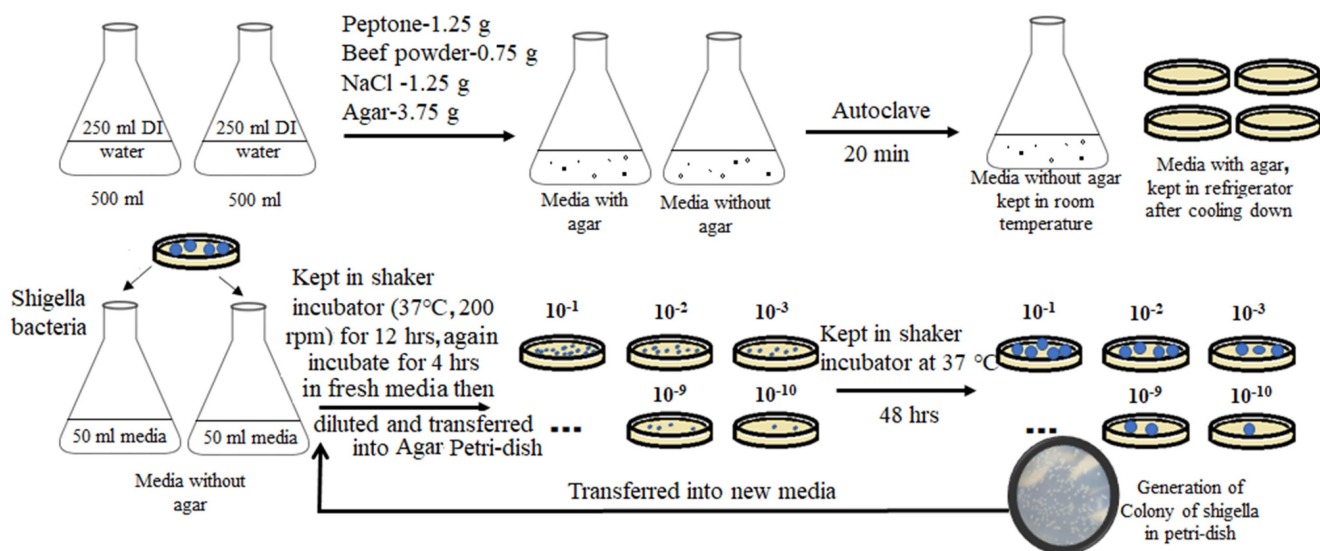 250 ml DI
water
500 ml
250 ml DI
water
500 ml
Peptone-1.25 g
Beef powder-0.75 g
NaCl -1.25 g
Agar-3.75 g
Media with
agar
Media without
agar
Autoclave
20 min
Media without agar
kept in room
temperature
Media with agar,
kept in refrigerator
after cooling down
Shigella
bacteria
50 ml media
50 ml media
Media without
agar
Kept in shaker
incubator (37°C, 200
rpm) for 12 hrs, again
incubate for 4 hrs
in fresh media then
diluted and transferred
into Agar Petri-dish
10⁻¹
10⁻²
10⁻³
...
10⁻⁹
10⁻¹⁰
Kept in shaker
incubator at 37 °C
48 hrs
10⁻¹
10⁻²
10⁻³
...
10⁻⁹
10⁻¹⁰
Transferred into new media
Generation of
Colony of shigella
in petri-dish